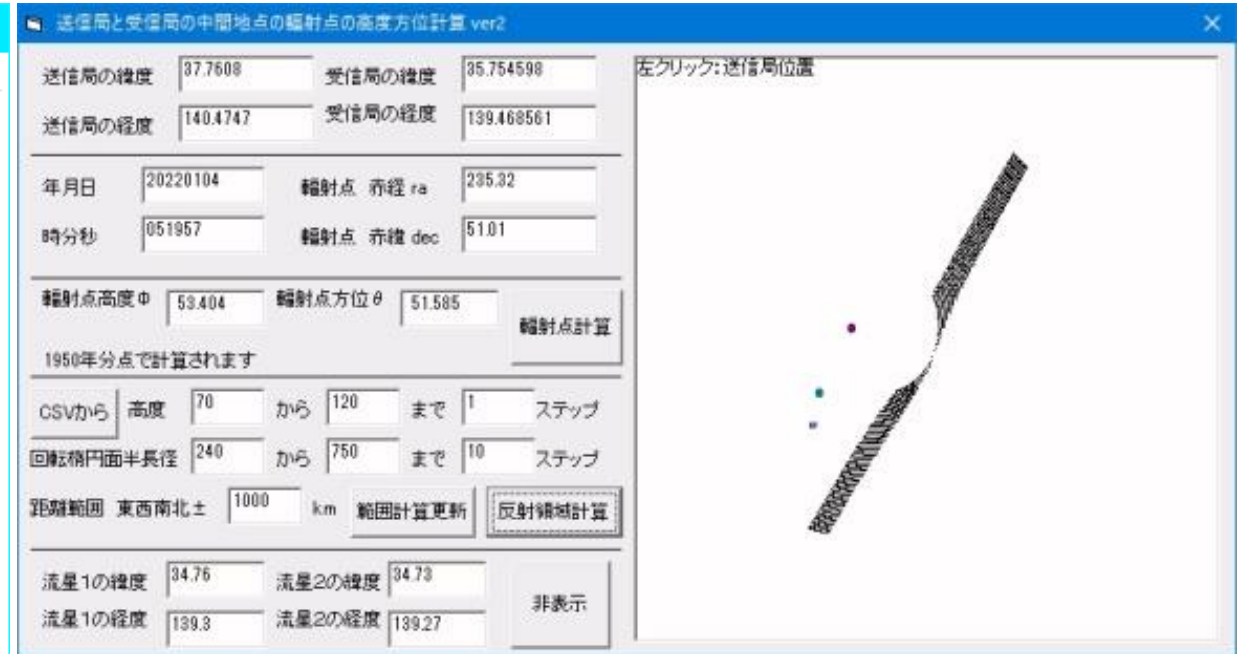 送信局と受信局の中間地点の輻射点の高度方位計算 ver2
送信局の緯度 37.7608 受信局の緯度 35.754598
送信局の経度 140.4747 受信局の経度 139.468561
年月日 20220104 輻射点 赤経 ra 235.32
時分秒 051957 輻射点 赤緯 dec 51.01
輻射点高度Φ 53.404 輻射点方位θ 51.585 輻射点計算
1950年分点で計算されます
CSVから 高度 70 から 120 まで 1 ステップ
回転楕円面半長径 240 から 750 まで 10 ステップ
距離範囲 東西南北± 1000 km 範囲計算更新 反射領域計算
流星1の緯度 34.76 流星2の緯度 34.73
流星1の経度 139.3 流星2の経度 139.27
非表示
左クリック:送信局位置